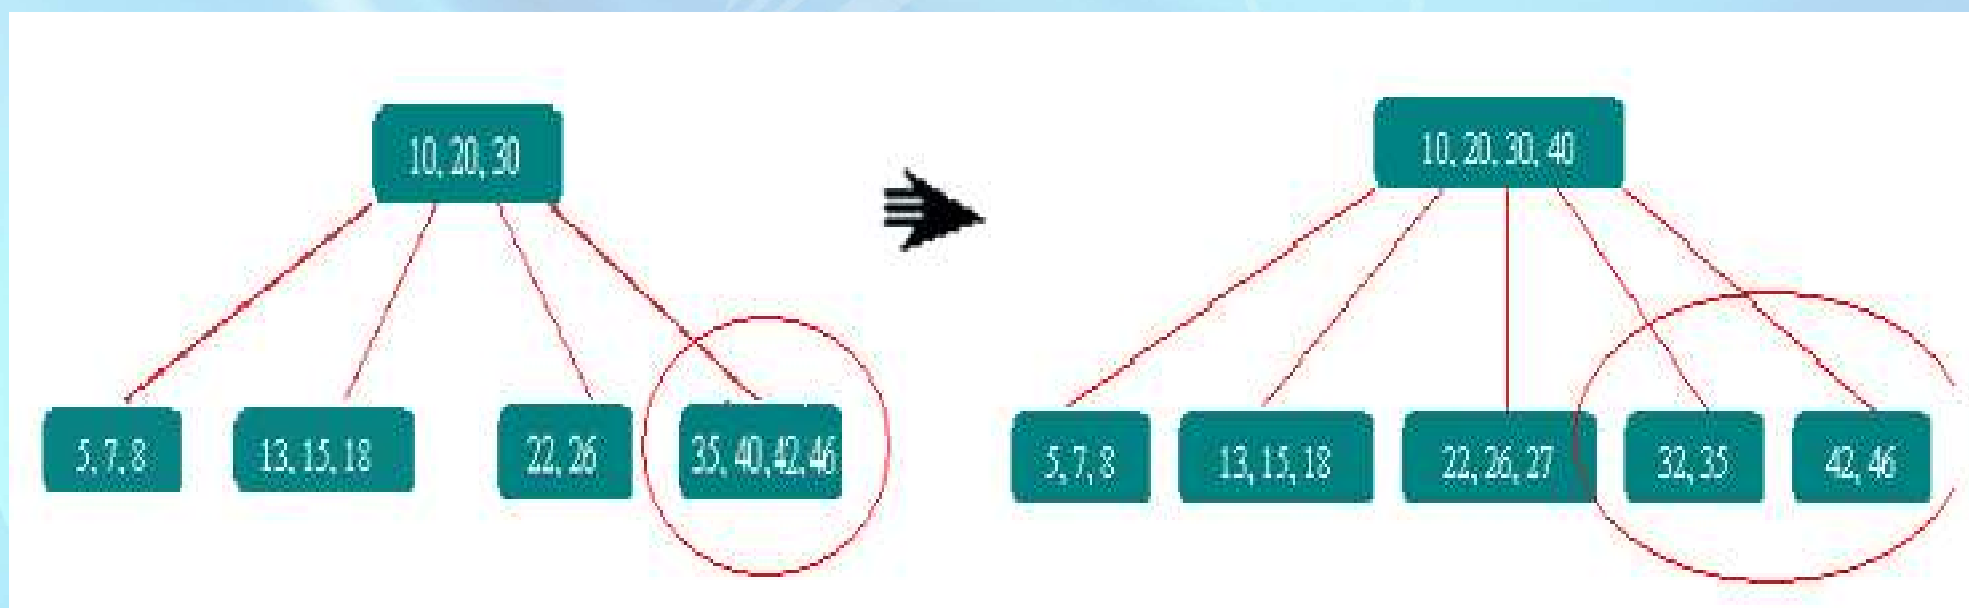 10, 20, 30
5, 7, 8
13, 15, 18
22, 26
35, 40,42,46
10, 20, 30, 40
5, 7, 8
13, 15, 18
22, 26, 27
32, 35
42, 46